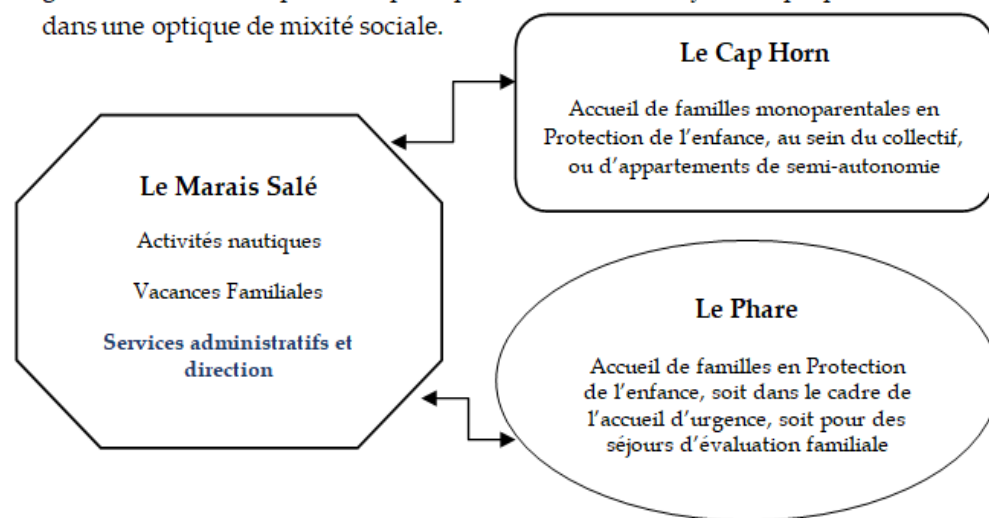 dans une optique de mixité sociale.
Le Cap Horn
Accueil de familles monoparentales en
Protection de l'enfance, au sein du collectif,
ou d'appartements de semi-autonomie
Le Marais Salé
Activités nautiques
Vacances Familiales
Services administratifs et
direction
Le Phare
Accueil de familles en Protection
de l'enfance, soit dans le cadre de
l'accueil d'urgence, soit pour des
séjours d'évaluation familiale